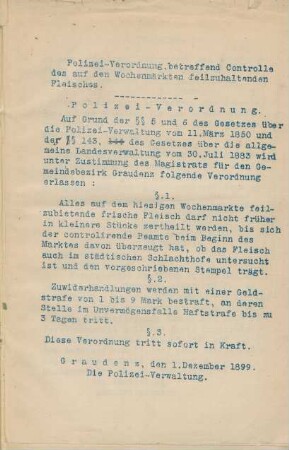 Polizei-Verordnung betreffend Controlle
des auf den Wochenmärkten feilzuhaltenden
Fleisches.
------------
Polizei-Verordnung.
Auf Grund der §§ 5 und 6 des Gesetzes über
die Polizei-Verwaltung vom 11.März 1850 und
der §§ 143, 144 des Gesetzes über die allge-
meine Landesverwaltung vom 30.Juli 1883 wird
unter Zustimmung des Magistrats für den Ge-
meindebezirk Graudenz folgende Verordnung
erlassen :
§.1.
Alles auf dem hiesigen Wochenmarkte feil-
zubietende frische Fleisch darf nicht früher
in kleinere Stücke zertheilt werden, bis sich
der controlirende Beamte beim Beginn des
Marktes davon überzeugt hat, ob das Fleisch
auch im städtischen Schlachthofe untersucht
ist und den vorgeschriebenen Stempel trägt.
§.2.
Zuwiderhandlungen werden mit einer Geld-
strafe von 1 bis 9 Mark bestraft, an deren
Stelle im Unvermögensfalls Haftstrafe bis zu
3 Tagen tritt.
§.3.
Diese Verordnung tritt sofort in Kraft.
Graudenz, den 1.Dezember 1899.
Die Polizei-Verwaltung.